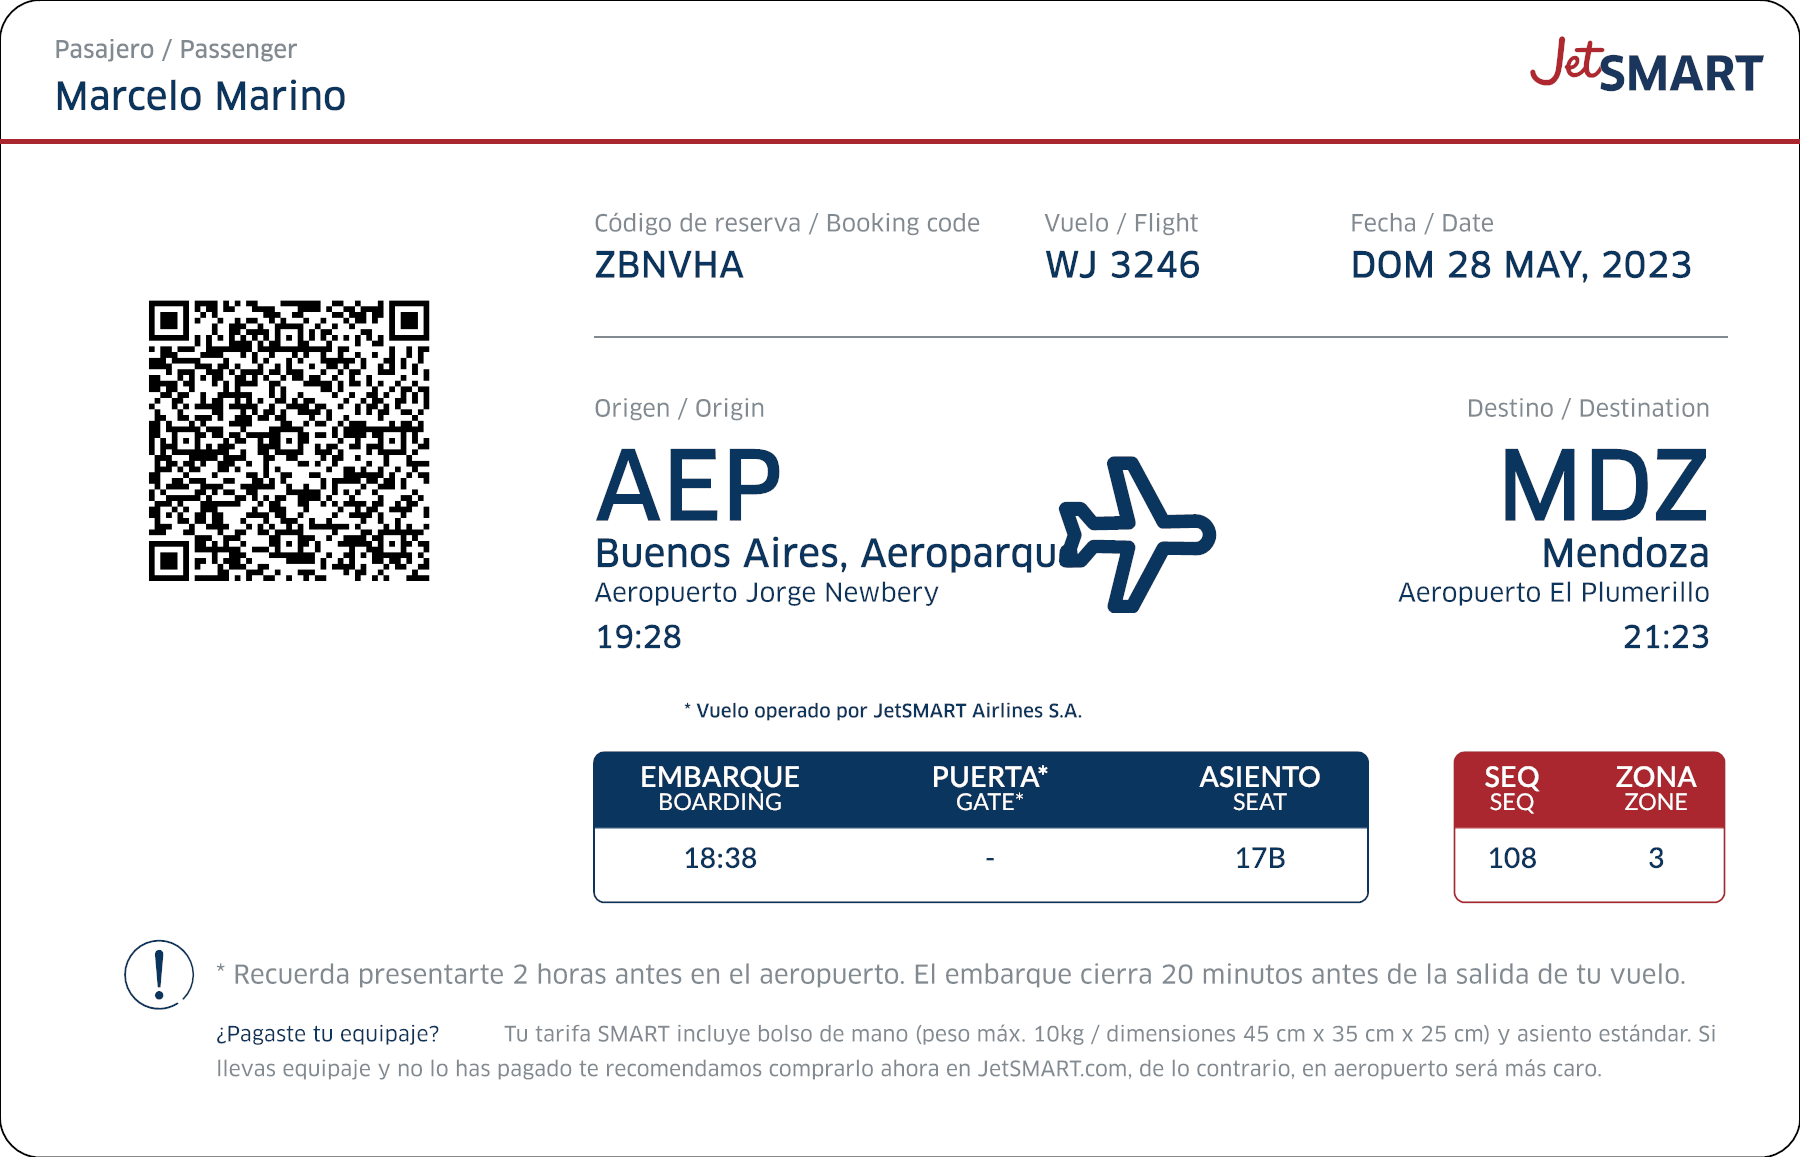 Pasajero / Passenger
Marcelo Marino
JetSMART
Código de reserva / Booking code
ZBNVHA
Vuelo / Flight
WJ 3246
Fecha / Date
DOM 28 MAY, 2023
Origen / Origin
AEP
Buenos Aires, Aeroparqu
Aeropuerto Jorge Newbery
19:28
Destino / Destination
MDZ
Mendoza
Aeropuerto El Plumerillo
21:23
* Vuelo operado por JetSMART Airlines S.A.
EMBARQUE PUERTA* ASIENTO
BOARDING GATE* SEAT
18:38 - 17B
SEQ ZONA
SEQ ZONE
108 3
* Recuerda presentarte 2 horas antes en el aeropuerto. El embarque cierra 20 minutos antes de la salida de tu vuelo.
¿Pagaste tu equipaje? Tu tarifa SMART incluye bolso de mano (peso máx. 10kg / dimensiones 45 cm x 35 cm x 25 cm) y asiento estándar. Si
llevas equipaje y no lo has pagado te recomendamos comprarlo ahora en JetSMART.com, de lo contrario, en aeropuerto será más caro.